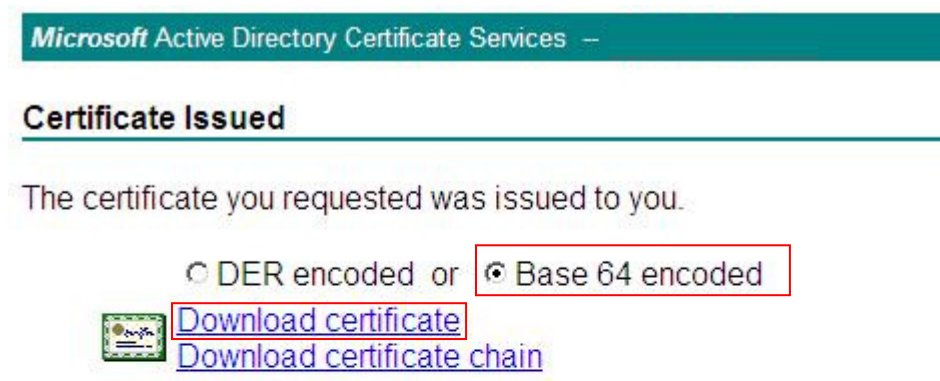 Microsoft Active Directory Certificate Services --
Certificate Issued
The certificate you requested was issued to you.
DER encoded or Base 64 encoded
Download certificate
Download certificate chain